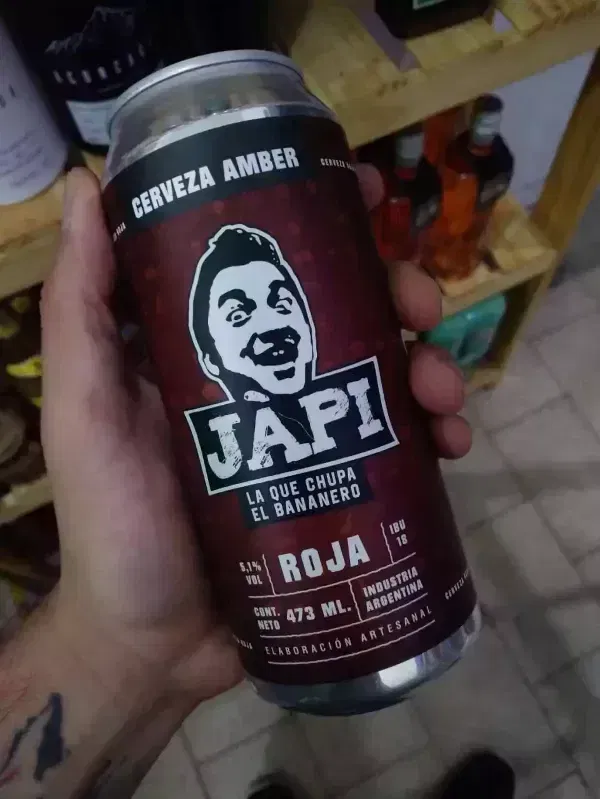 CERVEZA AMBER
JÀPI
LA QUE CHUPA
EL BANANERO
5,1%
VOL
ROJA
IBU
18
CONT.
NETO
473 ML.
INDUSTRIA
ARGENTINA
ELABORACIÓN ARTESANAL